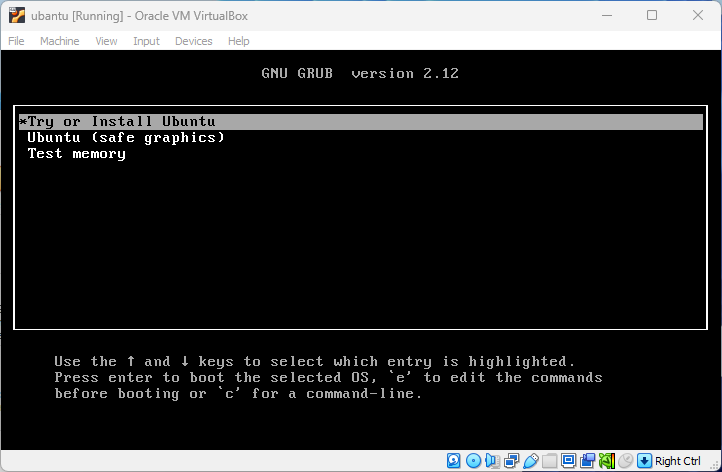 ubantu [Running] - Oracle VM VirtualBox
File Machine View Input Devices Help
GNU GRUB version 2.12
*Try or Install Ubuntu
Ubuntu (safe graphics)
Test memory
Use the ↑ and ↓ keys to select which entry is highlighted.
Press enter to boot the selected OS, `e' to edit the commands
before booting or `c' for a command-line.
Right Ctrl